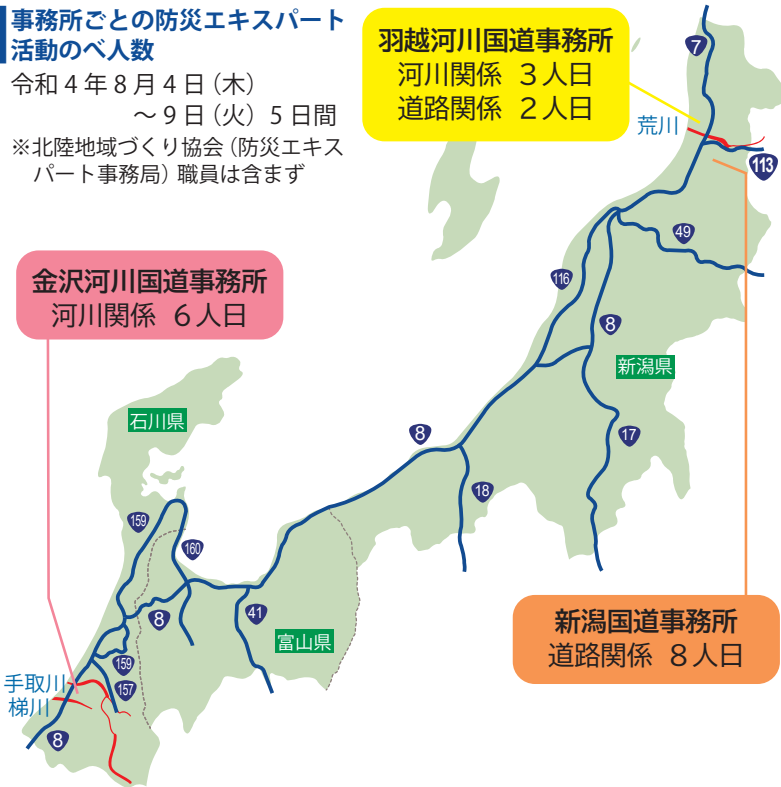 事務所ごとの防災エキスパート
活動のべ人数
令和４年８月４日（木）
～９日（火）５日間
※北陸地域づくり協会（防災エキス
パート事務局）職員は含まず
羽越河川国道事務所
河川関係 ３人日
道路関係 ２人日
7
荒川
113
49
116
8
新潟県
17
金沢河川国道事務所
河川関係 ６人日
石川県
8
18
159
160
8
41
富山県
新潟国道事務所
道路関係 ８人日
159
157
手取川
梯川
8